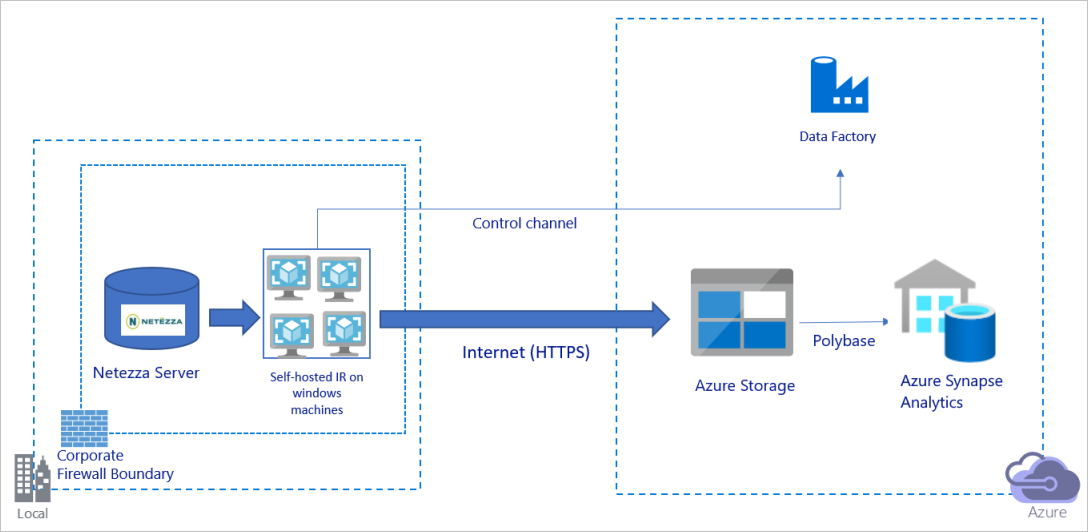 Data Factory
Control channel
NETEZZA
Netezza Server
Self-hosted IR on
windows
machines
Internet (HTTPS)
Azure Storage
Polybase
Azure Synapse
Analytics
Corporate
Firewall Boundary
Local
Azure